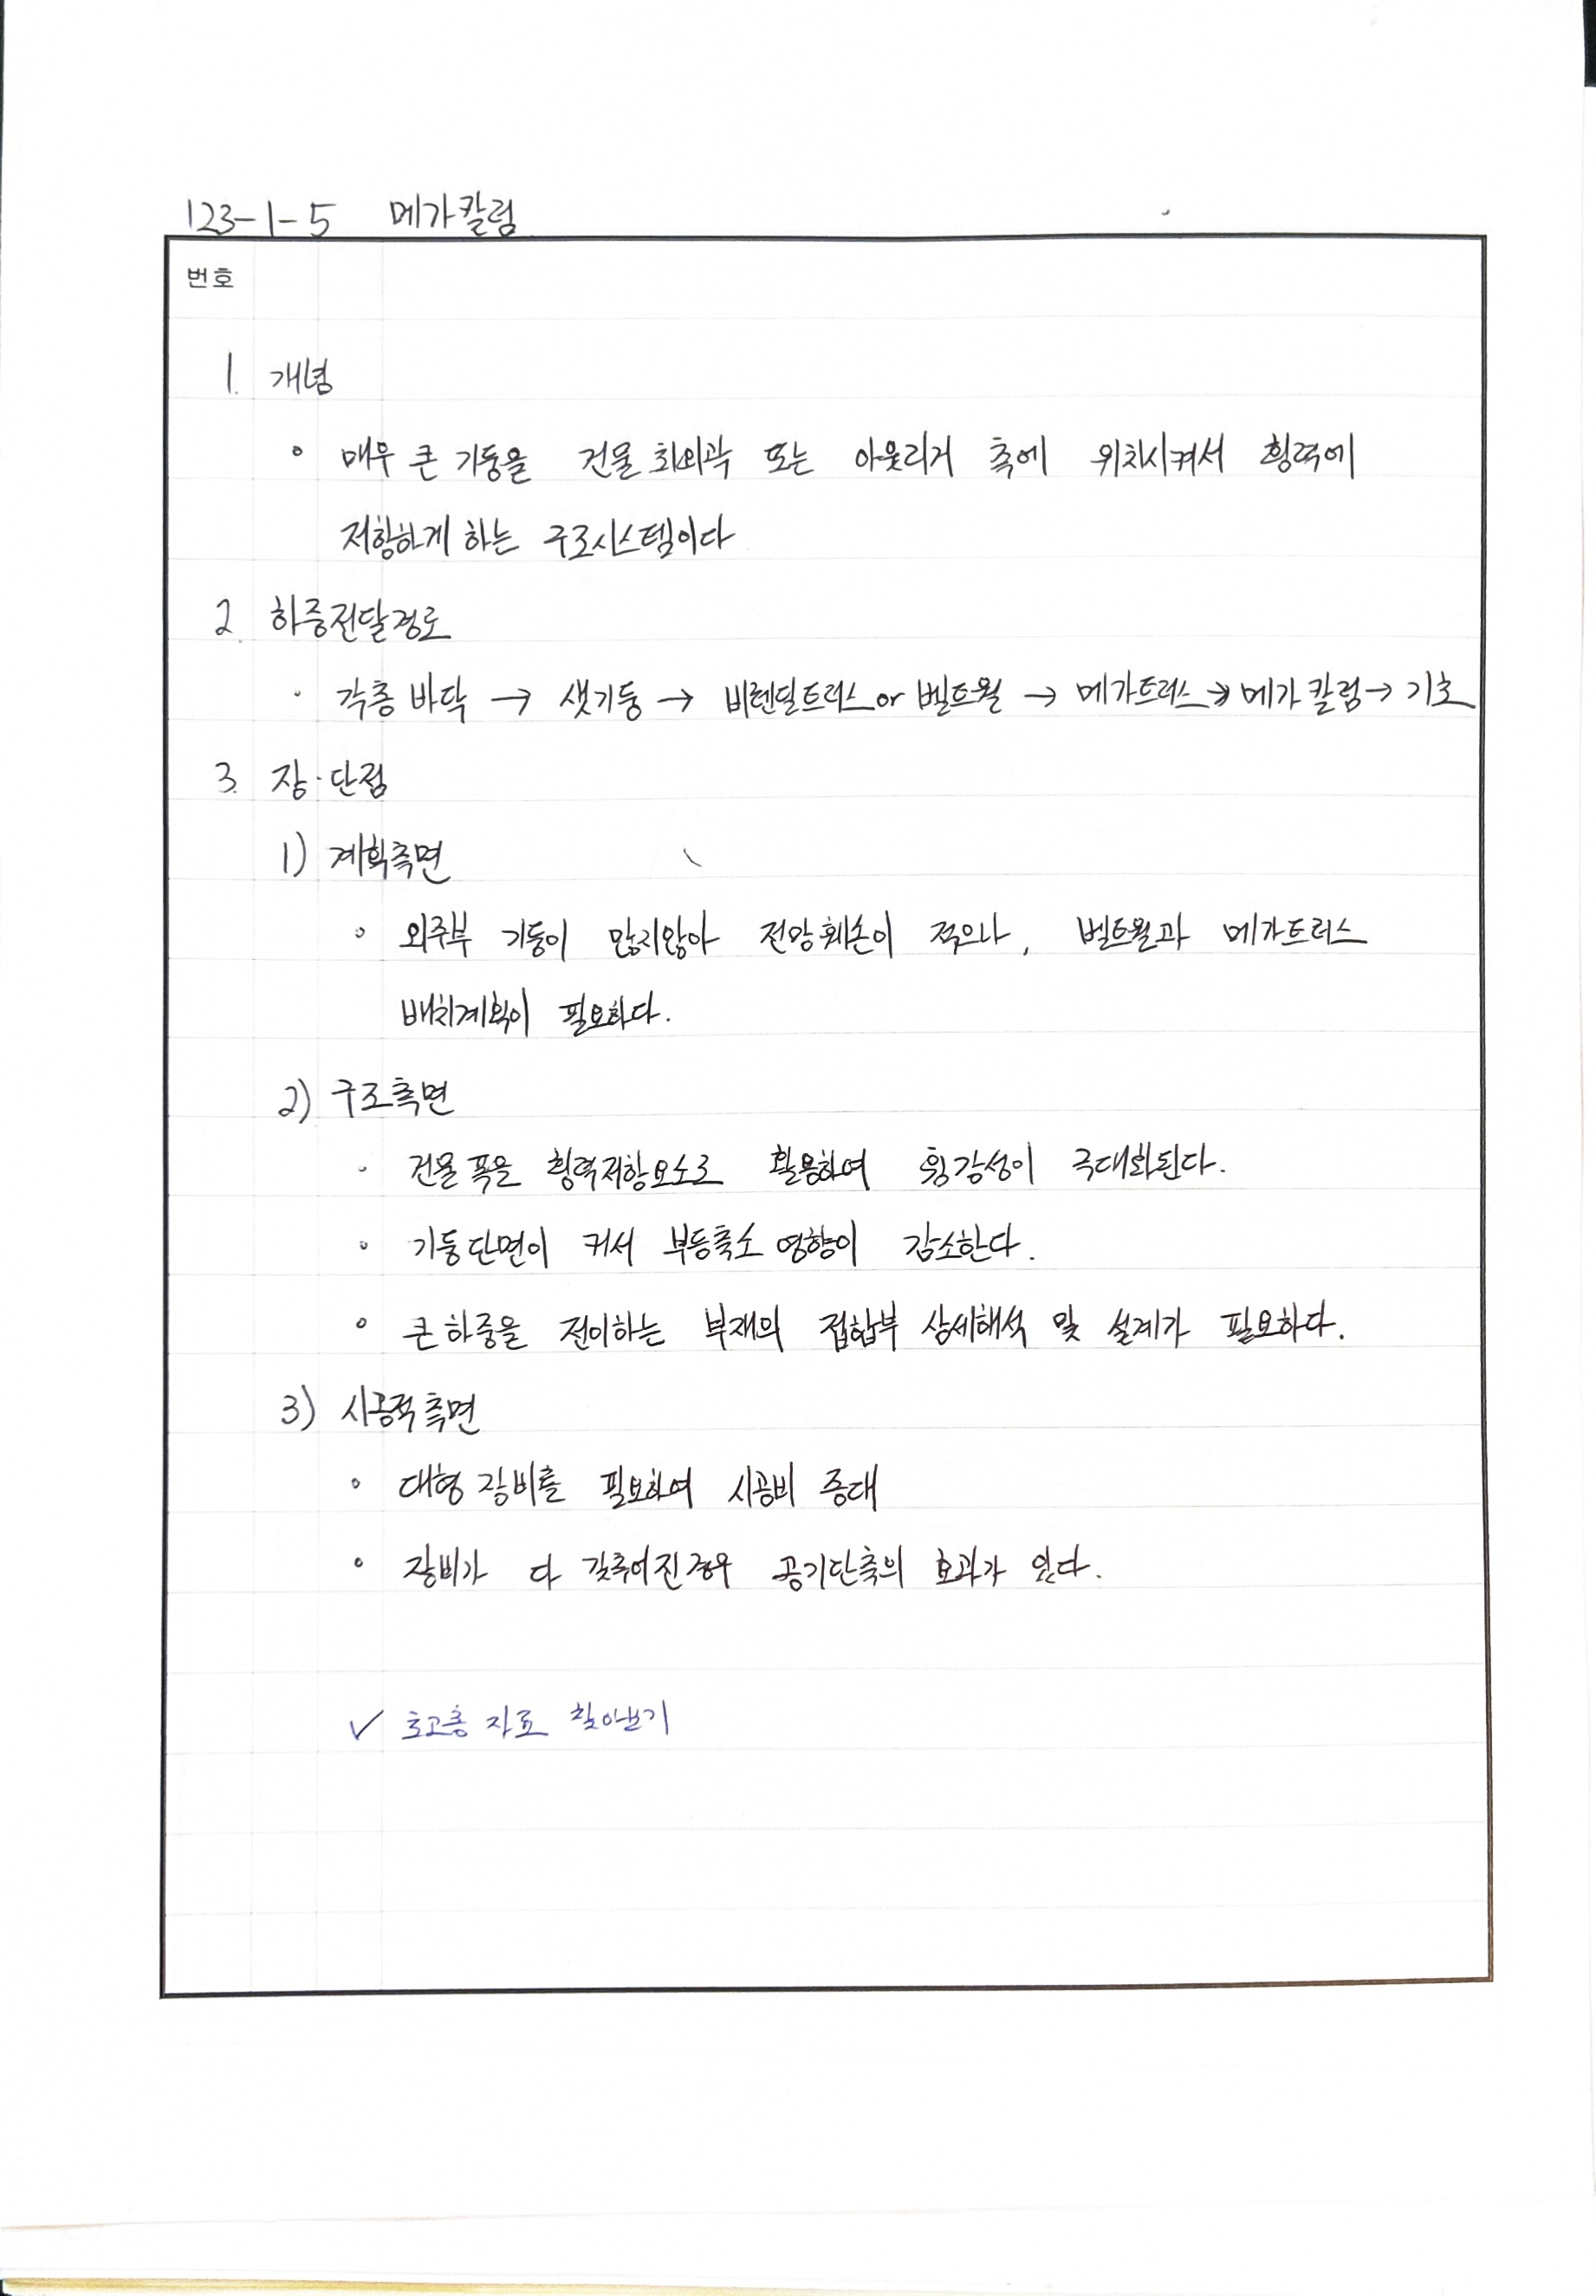 123-1-5 메가칼럼
번호
1. 개념
매우 큰 기둥을 건물 최외곽 또는 아웃리거 축에 위치시켜서 횡력에
저항하게 하는 구조시스템이다
2. 하중전달경로
각층 바닥 → 샛기둥 → 비렌딜트러스 or 벨트월 → 메가트러스 → 메가칼럼 → 기초
3. 장·단점
1) 계획측면
외주부 기둥이 많지않아 전망훼손이 적으나, 벨트월과 메가트러스
배치계획이 필요하다.
2) 구조측면
건물 폭을 횡력저항요소로 활용하여 횡강성이 극대화된다.
기둥단면이 커서 부등축소 영향이 감소한다.
큰 하중을 전이하는 부재의 접합부 상세해석 및 설계가 필요하다.
3) 시공적측면
대형 장비를 필요하여 시공비 증대
장비가 다 갖추어진경우 공기단축의 효과가 있다.
✓ 초고층 자료 찾아보기